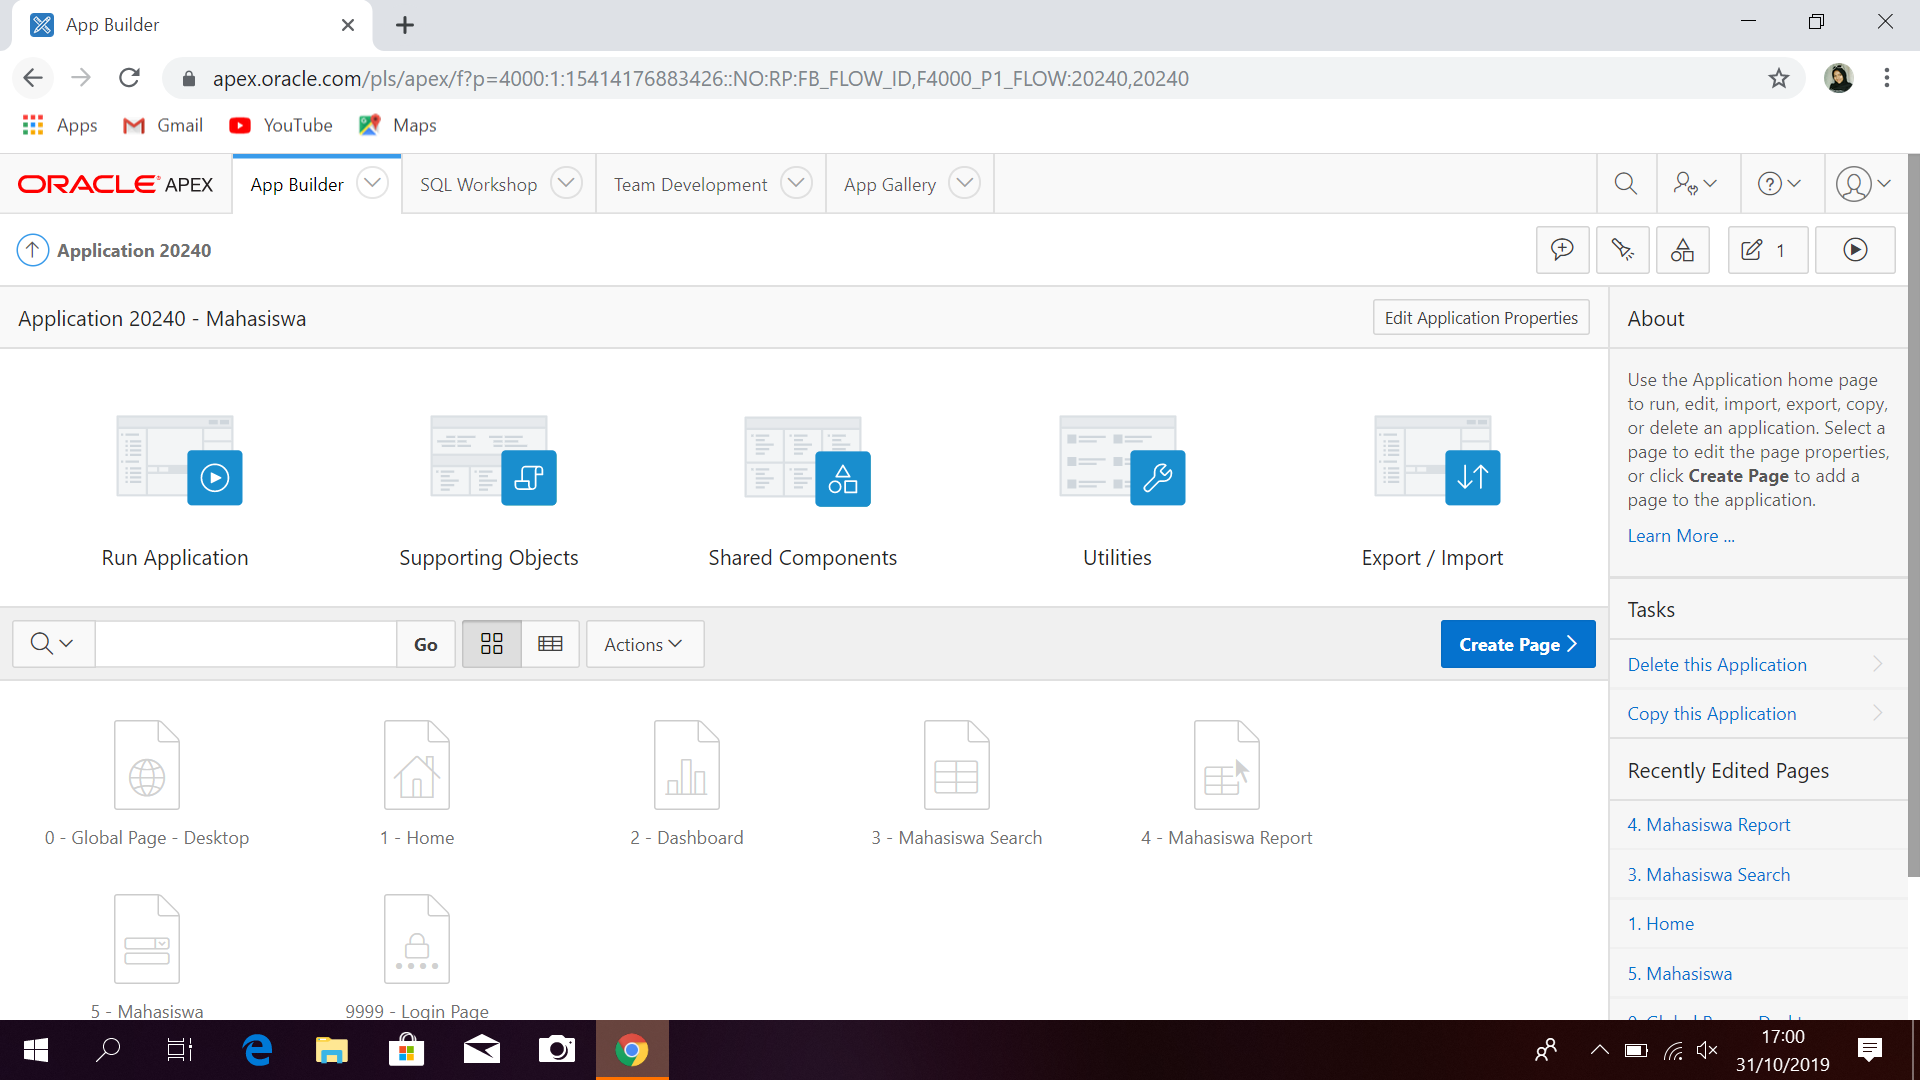 App Builder
apex.oracle.com/pls/apex/f?p=4000:1:15414176883426::NO:RP:FB_FLOW_ID,F4000_P1_FLOW:20240,20240
Apps Gmail YouTube Maps
ORACLE APEX App Builder SQL Workshop Team Development App Gallery
Application 20240
1
Application 20240 - Mahasiswa
Edit Application Properties
About
Use the Application home page
to run, edit, import, export, copy,
or delete an application. Select a
page to edit the page properties,
or click Create Page to add a
page to the application.
Learn More ...
Run Application
Supporting Objects
Shared Components
Utilities
Export / Import
Tasks
Go
Actions
Create Page
Delete this Application
Copy this Application
Recently Edited Pages
0 - Global Page - Desktop
1 - Home
2 - Dashboard
3 - Mahasiswa Search
4 - Mahasiswa Report
4. Mahasiswa Report
3. Mahasiswa Search
1. Home
5. Mahasiswa
5 - Mahasiswa
9999 - Login Page
17:00
31/10/2019